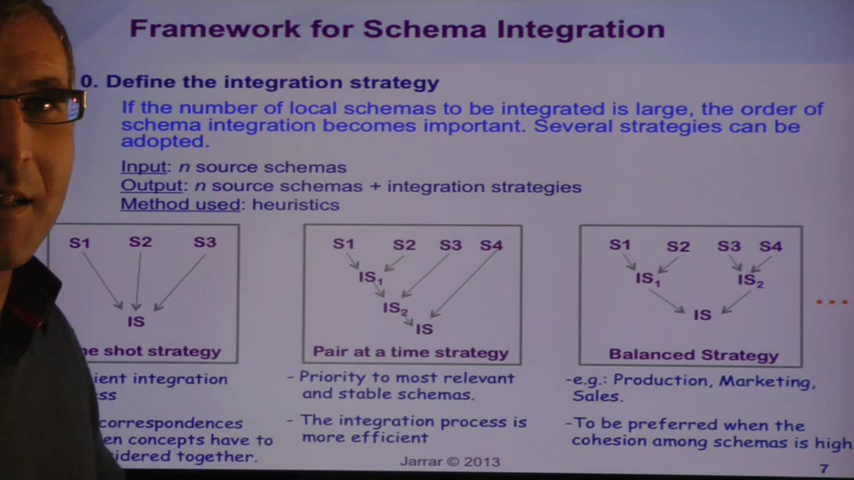 Framework for Schema Integration
0. Define the integration strategy
If the number of local schemas to be integrated is large, the order of
schema integration becomes important. Several strategies can be
adopted.
Input: n source schemas
Output: n source schemas + integration strategies
Method used: heuristics
S1 S2 S3
IS
shot strategy
integration
correspondences
concepts have to
together.
S1 S2 S3 S4
IS1
IS2
IS
Pair at a time strategy
- Priority to most relevant
and stable schemas.
- The integration process is
more efficient
S1 S2 S3 S4
IS1 IS2
IS
Balanced Strategy
-e.g.: Production, Marketing,
Sales.
-To be preferred when the
cohesion among schemas is high
...
Jarrar © 2013
7